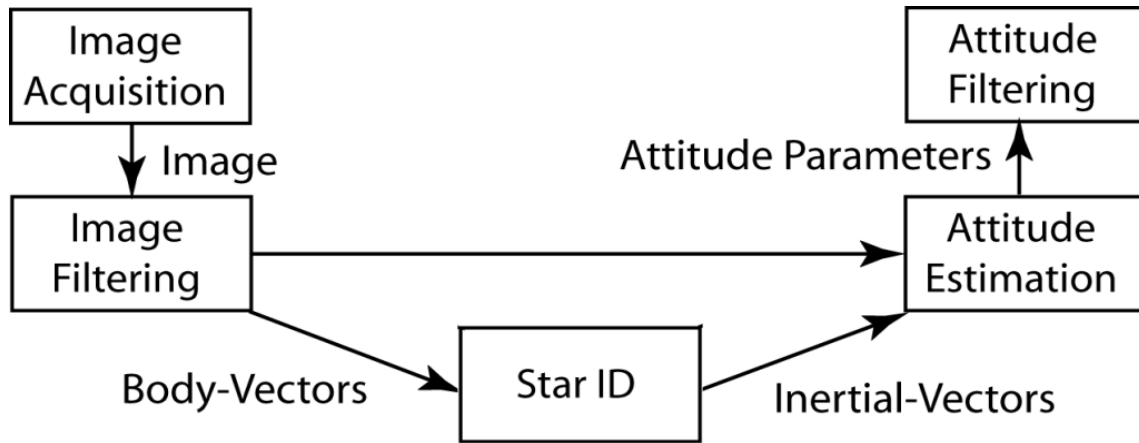 Image
Acquisition
Image
Image
Filtering
Body-Vectors
Star ID
Inertial-Vectors
Attitude
Estimation
Attitude Parameters
Attitude
Filtering